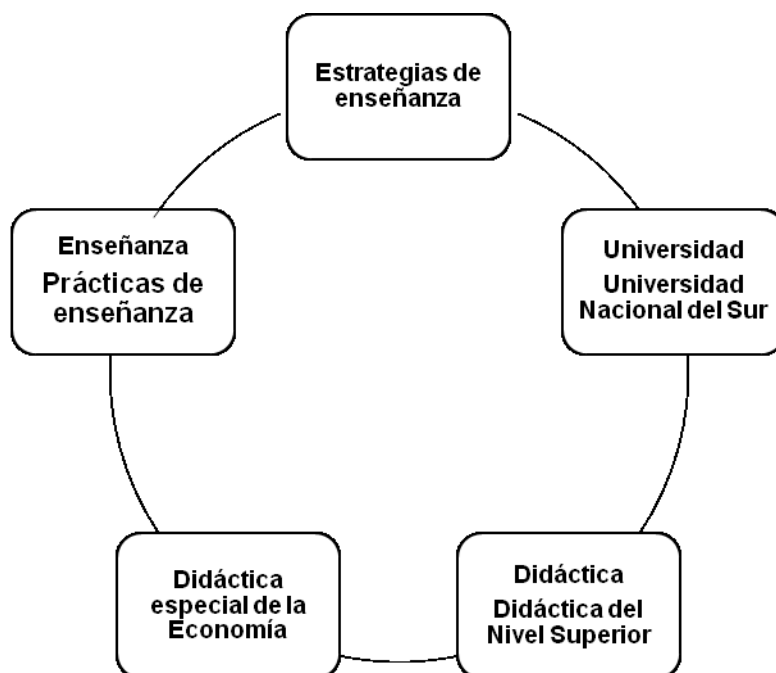 Estrategias de
enseñanza
Enseñanza
Prácticas de
enseñanza
Universidad
Universidad
Nacional del Sur
Didáctica
especial de la
Economía
Didáctica
Didáctica del
Nivel Superior